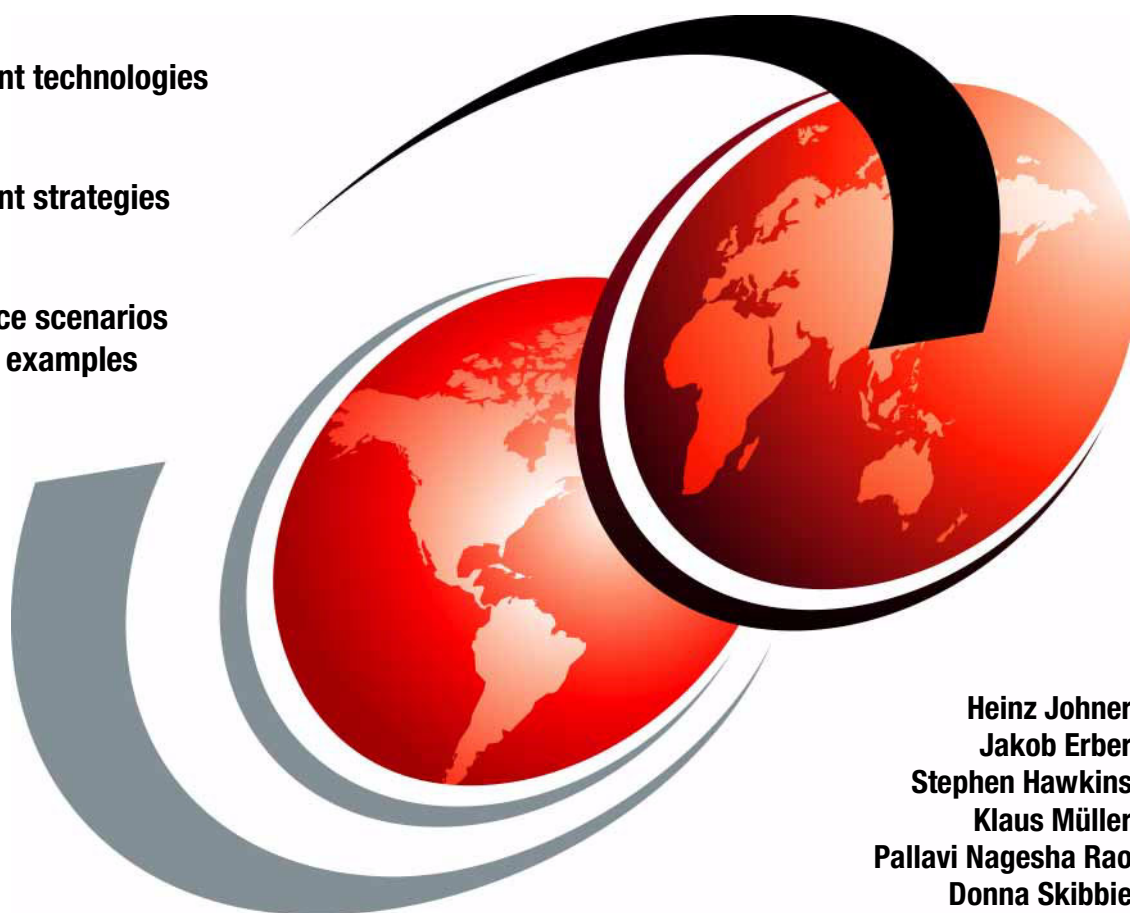 nt technologies
nt strategies
ce scenarios
examples
Heinz Johner
Jakob Erber
Stephen Hawkins
Klaus Müller
Pallavi Nagesha Rao
Donna Skibbie